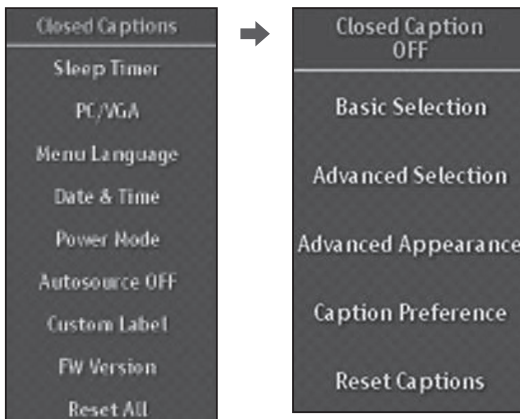 Closed Captions
Sleep Timer
PC/VGA
Menu Language
Date & Time
Power Mode
Autosource OFF
Custom Label
FW Version
Reset All
Closed Caption
OFF
Basic Selection
Advanced Selection
Advanced Appearance
Caption Preference
Reset Captions